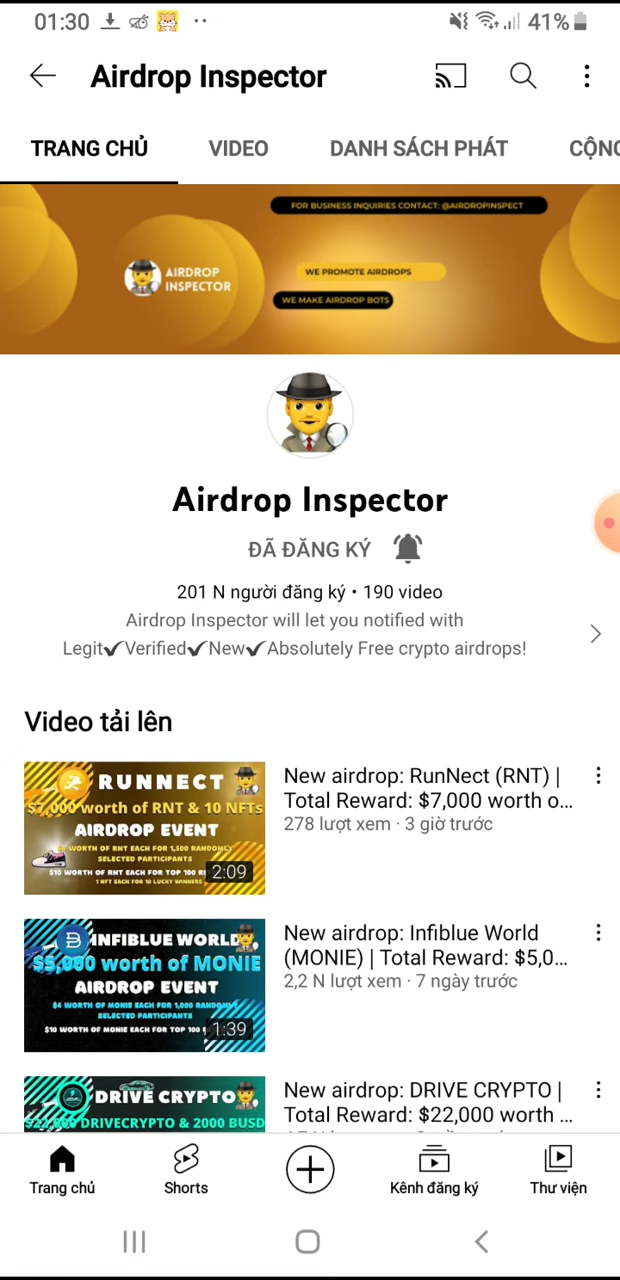 01:30
41%
Airdrop Inspector
TRANG CHỦ VIDEO DANH SÁCH PHÁT CỘNG
FOR BUSINESS INQUIRIES CONTACT: @AIRDROPINSPECT
AIRDROP
INSPECTOR
WE PROMOTE AIRDROPS
WE MAKE AIRDROP BOTS
Airdrop Inspector
ĐÃ ĐĂNG KÝ
201 N người đăng ký • 190 video
Airdrop Inspector will let you notified with
Legit✔Verified✔New✔Absolutely Free crypto airdrops!
Video tải lên
RUNNECT
$7,000 worth of RNT & 10 NFTs
AIRDROP EVENT
WORTH OF RNT EACH FOR 1,500 RANDOMLY
SELECTED PARTICIPANTS
$10 WORTH OF RNT EACH FOR TOP 100 RE
1 NFT EACH FOR 10 LUCKY WINNERS
2:09
New airdrop: RunNect (RNT) |
Total Reward: $7,000 worth o...
278 lượt xem · 3 giờ trước
INFIBLUE WORLD
$5,000 worth of MONIE
AIRDROP EVENT
$4 WORTH OF MONIE EACH FOR 1,000 RANDOMLY
SELECTED PARTICIPANTS
$10 WORTH OF MONIE EACH FOR TOP 100
1:39
New airdrop: Infiblue World
(MONIE) | Total Reward: $5,0...
2,2 N lượt xem · 7 ngày trước
DRIVE CRYPTO
$22,000 DRIVECRYPTO & 2000 BUSD
New airdrop: DRIVE CRYPTO |
Total Reward: $22,000 worth ...
Trang chủ Shorts Kênh đăng ký Thư viện